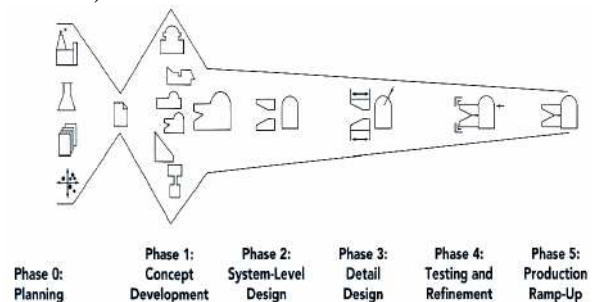 Phase 0:
Planning
Phase 1:
Concept
Development
Phase 2:
System-Level
Design
Phase 3:
Detail
Design
Phase 4:
Testing and
Refinement
Phase 5:
Production
Ramp-Up